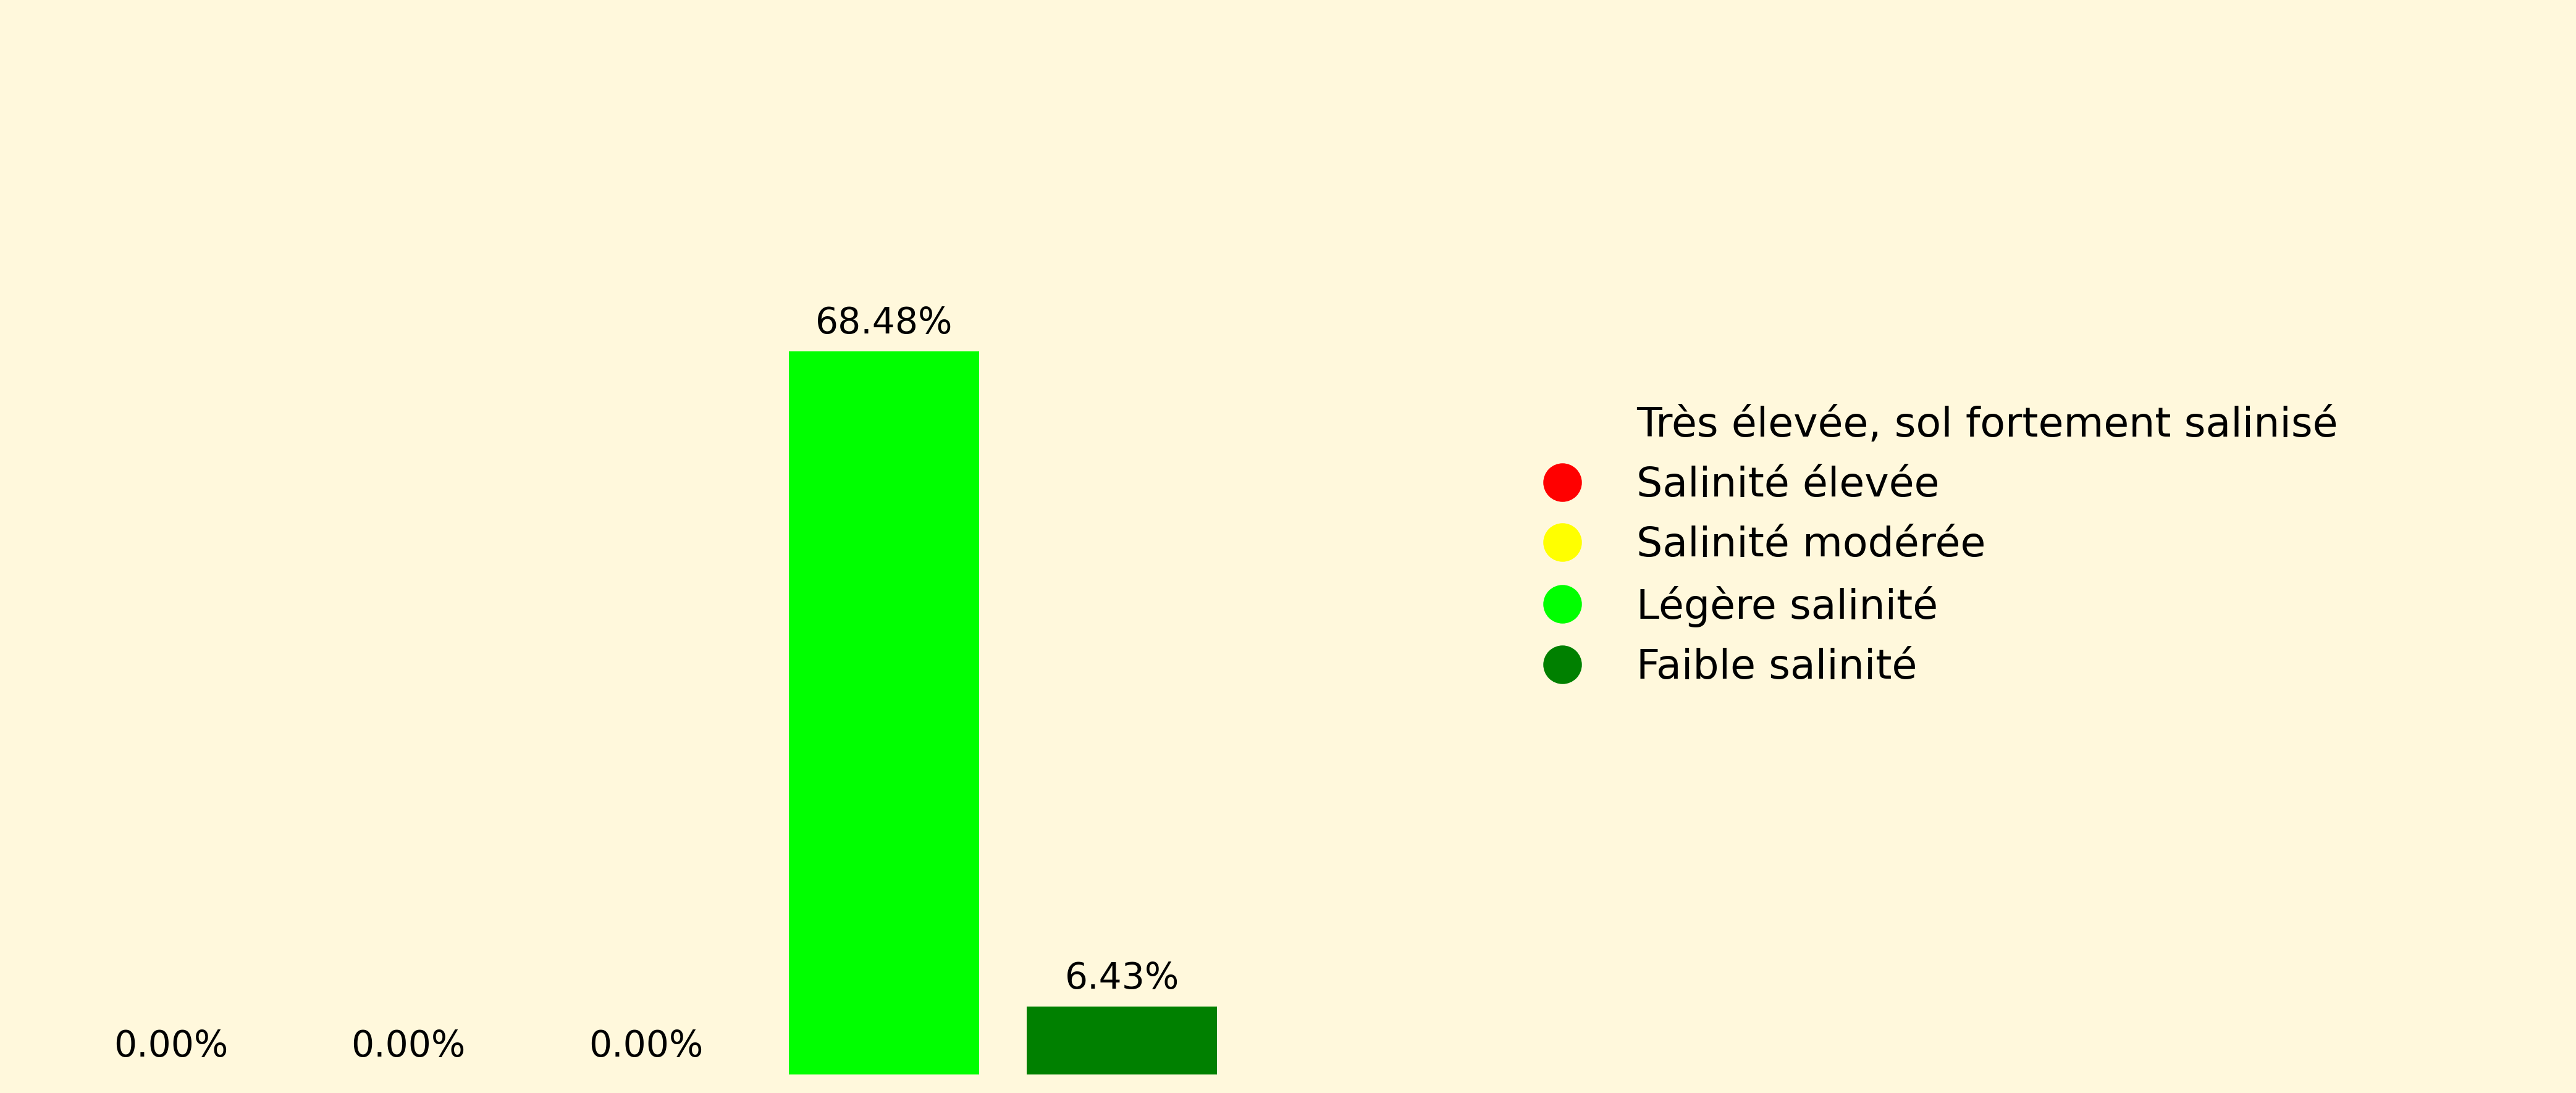 68.48%
6.43%
0.00%
0.00%
0.00%
Très élevée, sol fortement salinisé
Salinité élevée
Salinité modérée
Légère salinité
Faible salinité